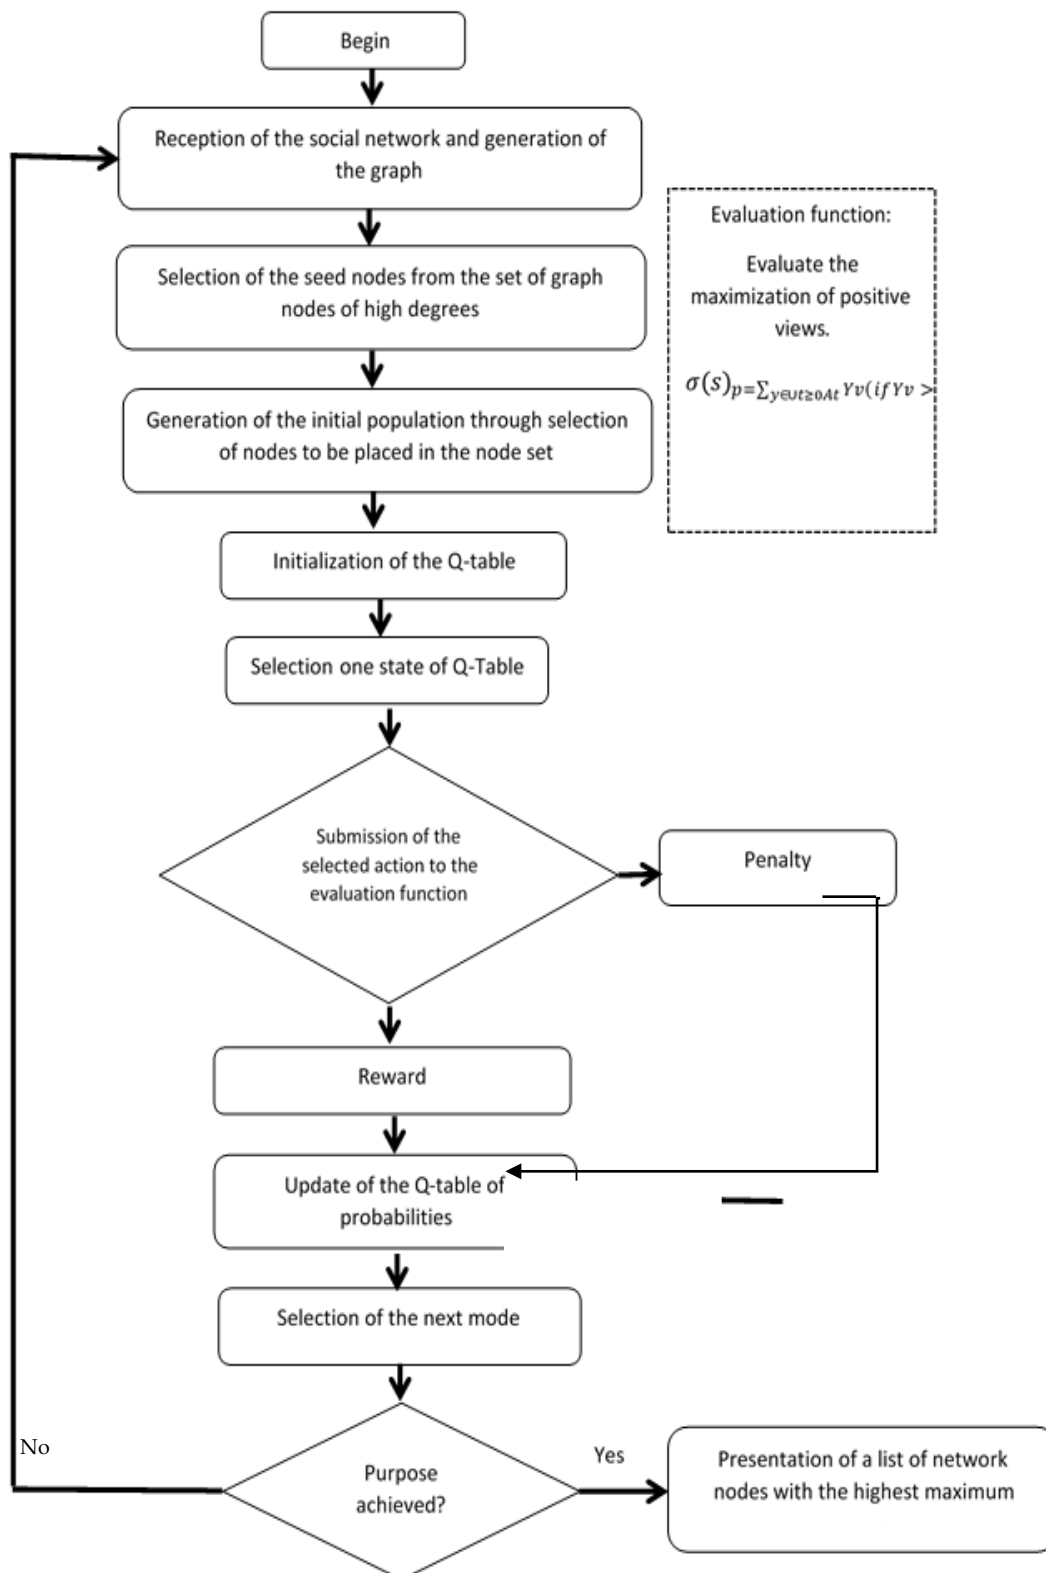 Begin
Reception of the social network and generation of
the graph
Evaluation function:
Evaluate the
maximization of positive
views.
σ(s)p=∑y∈∪t≥0At Yv(if Yv >
Selection of the seed nodes from the set of graph
nodes of high degrees
Generation of the initial population through selection
of nodes to be placed in the node set
Initialization of the Q-table
Selection one state of Q-Table
Submission of the
selected action to the
evaluation function
Penalty
Reward
Update of the Q-table of
probabilities
Selection of the next mode
No
Purpose
achieved?
Yes
Presentation of a list of network
nodes with the highest maximum